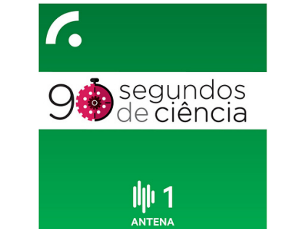 90 segundos
de ciência
1
ANTENA